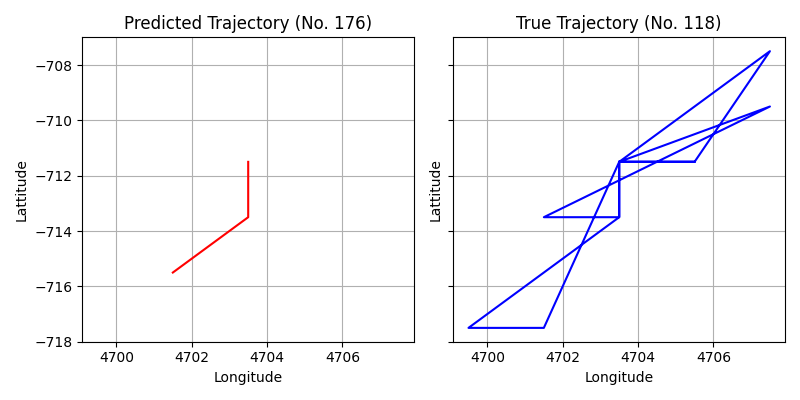 Predicted Trajectory (No. 176)
True Trajectory (No. 118)
Lattitude
−708
−710
−712
−714
−716
−718
4700
4702
4704
4706
Longitude
Lattitude
4700
4702
4704
4706
Longitude